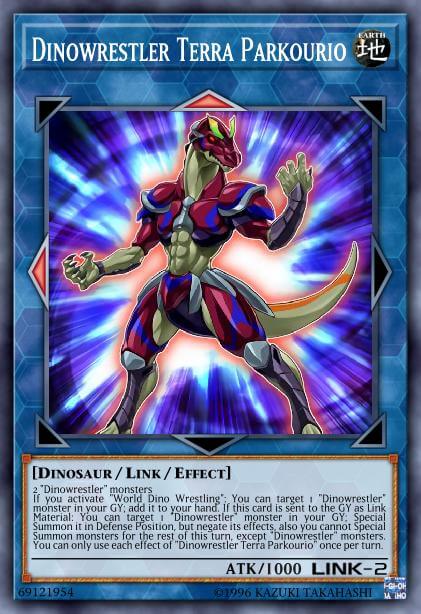 DINOWRESTLER TERRA PARKOURIO
EARTH
地
[DINOSAUR / LINK / EFFECT]
2 "Dinowrestler" monsters
If you activate "World Dino Wrestling": You can target 1 "Dinowrestler"
monster in your GY; add it to your hand. If this card is sent to the GY as Link
Material: You can target 1 "Dinowrestler" monster in your GY; Special
Summon it in Defense Position, but negate its effects, also you cannot Special
Summon monsters for the rest of this turn, except "Dinowrestler" monsters.
You can only use each effect of "Dinowrestler Terra Parkourio" once per turn.
ATK/1000 LINK-2
69121954
©1996 KAZUKI TAKAHASHI